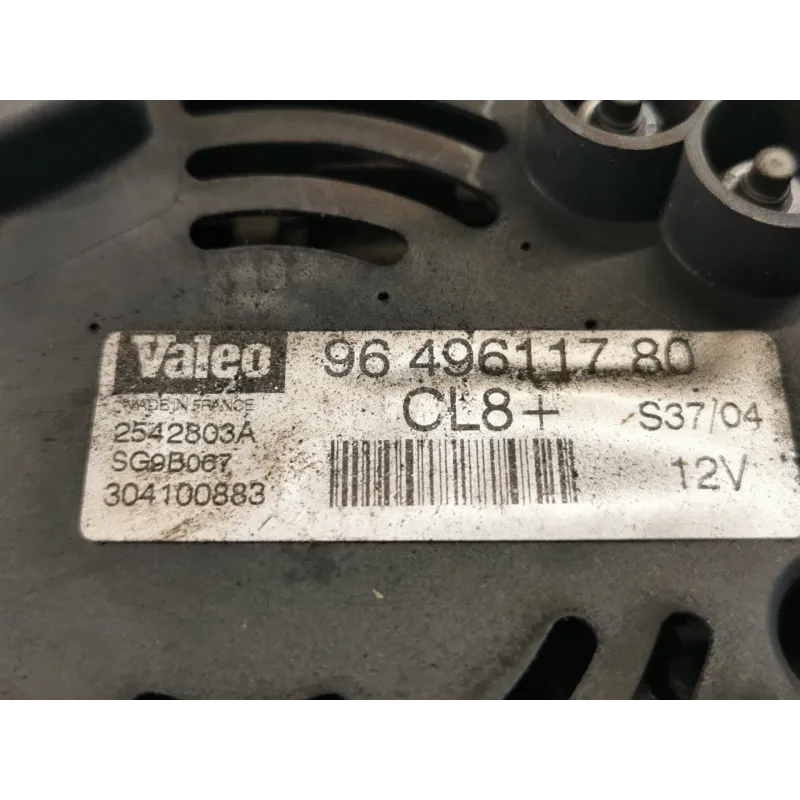 Valeo 96 496117 80
MADE IN FRANCE CL8+ S37/04
2542803A
SG9B067 12V
304100883